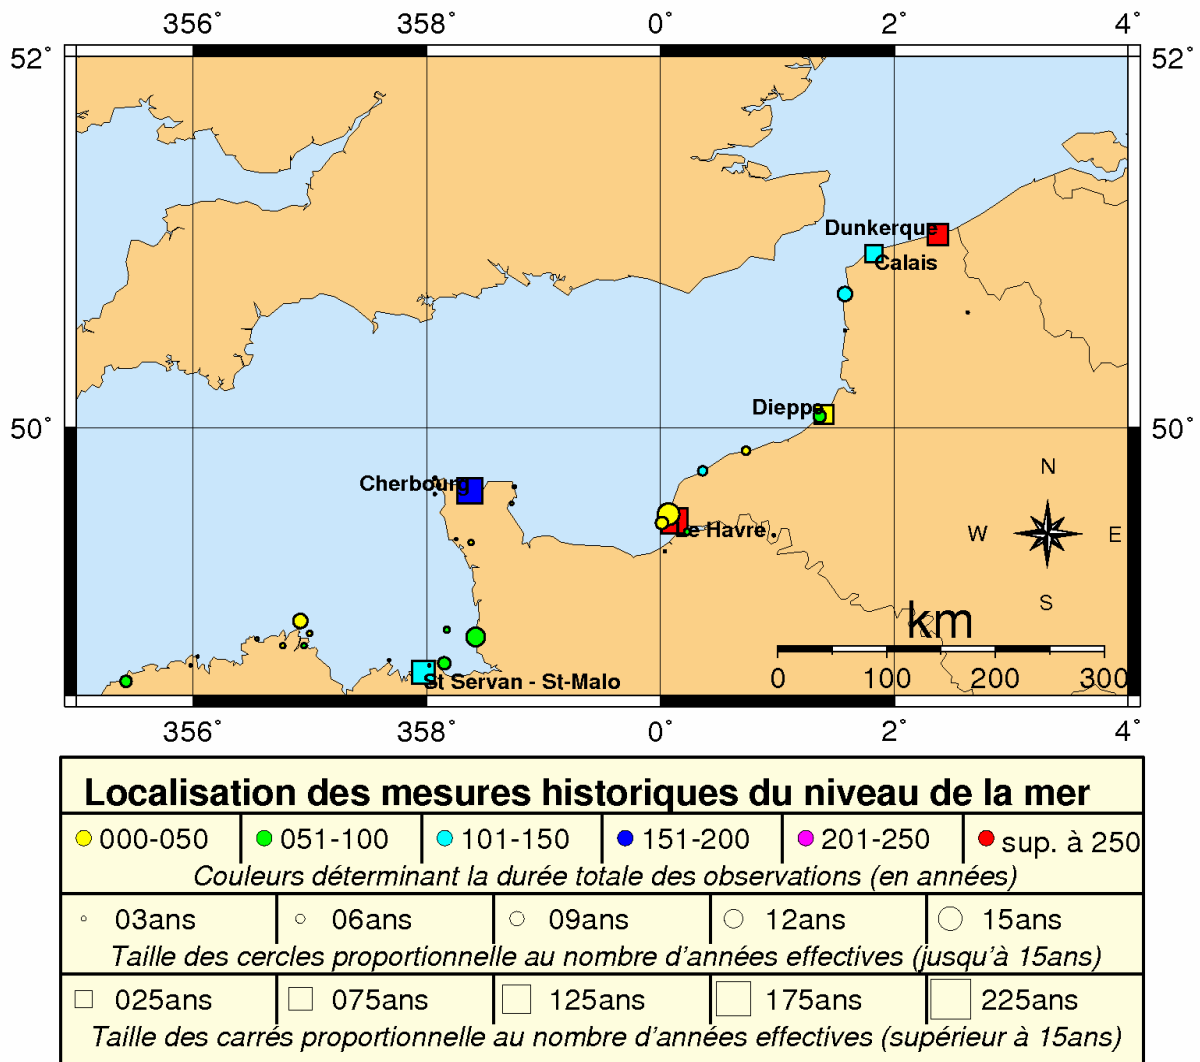 356° 358° 0° 2° 4°
52° 52°
Dunkerque
Calais
Dieppe
50° 50°
N
Cherbourg
Le Havre
W E
S
km
St Servan - St-Malo
0 100 200 300
356° 358° 0° 2° 4°
Localisation des mesures historiques du niveau de la mer
000-050 051-100 101-150 151-200 201-250 sup. à 250
Couleurs déterminant la durée totale des observations (en années)
03ans 06ans 09ans 12ans 15ans
Taille des cercles proportionnelle au nombre d'années effectives (jusqu'à 15ans)
025ans 075ans 125ans 175ans 225ans
Taille des carrés proportionnelle au nombre d'années effectives (supérieur à 15ans)